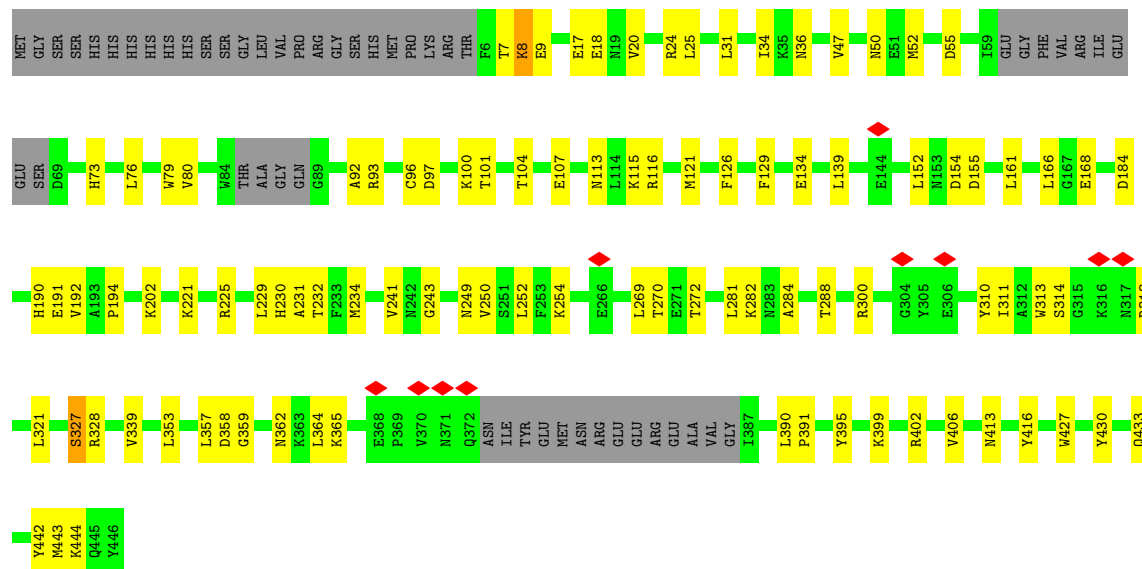 MET GLY SER SER HIS HIS HIS HIS HIS HIS SER SER GLY LEU VAL PRO ARG GLY SER HIS MET PRO LYS ARG THR F6 T7 K8 E9 E17 E18 N19 V20 R24 L25 L31 I34 K35 N36 V47 N50 E51 M52 D55 I59 GLU GLY PHE VAL ARG ILE GLU
GLU SER D69 H73 L76 W79 V80 W84 THR ALA GLY GLN G89 A92 R93 C96 D97 K100 T101 T104 E107 N113 L114 K115 R116 M121 F126 F129 E134 L139 E144 L152 N153 D154 D155 L161 L166 G167 E168 D184
H190 E191 V192 A193 P194 K202 K221 R225 L229 H230 A231 T232 F233 M234 V241 N242 G243 N249 V250 S251 L252 F253 K254 E266 L269 T270 E271 T272 L281 K282 N283 A284 T288 R300 G304 Y305 E306 Y310 I311 A312 W313 S314 G315 K316 N317
L321 S327 R328 V339 L353 L357 D358 G359 N362 K363 L364 K365 E368 P369 V370 N371 Q372 ASN ILE TYR GLU MET ASN ARG GLU GLU ARG GLU ALA VAL GLY I387 L390 P391 Y395 K399 R402 V406 N413 Y416 W427 Y430 Q433
Y442 M443 K444 Q445 Y446